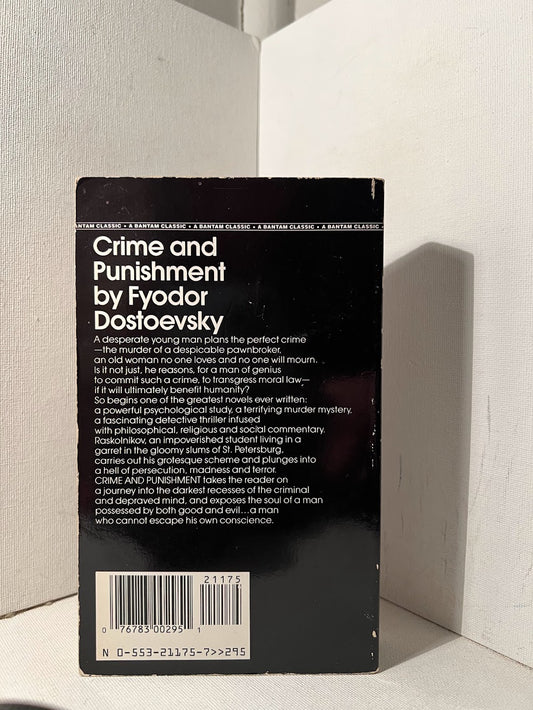 ANTAM CLASSIC • A BANTAM CLASSIC • A BANTAM CLASSIC • A BANTAM CLASSIC • A BANTAM CLASSIC •
Crime and
Punishment
by Fyodor
Dostoevsky
A desperate young man plans the perfect crime
—the murder of a despicable pawnbroker,
an old woman no one loves and no one will mourn.
Is it not just, he reasons, for a man of genius
to commit such a crime, to transgress moral law—
if it will ultimately benefit humanity?
So begins one of the greatest novels ever written:
a powerful psychological study, a terrifying murder mystery,
a fascinating detective thriller infused
with philosophical, religious and social commentary.
Raskolnikov, an impoverished student living in a
garret in the gloomy slums of St. Petersburg,
carries out his grotesque scheme and plunges into
a hell of persecution, madness and terror.
CRIME AND PUNISHMENT takes the reader on
a journey into the darkest recesses of the criminal
and depraved mind, and exposes the soul of a man
possessed by both good and evil...a man
who cannot escape his own conscience.
21175
0 76783 00295 1
N 0-553-21175-7>>295